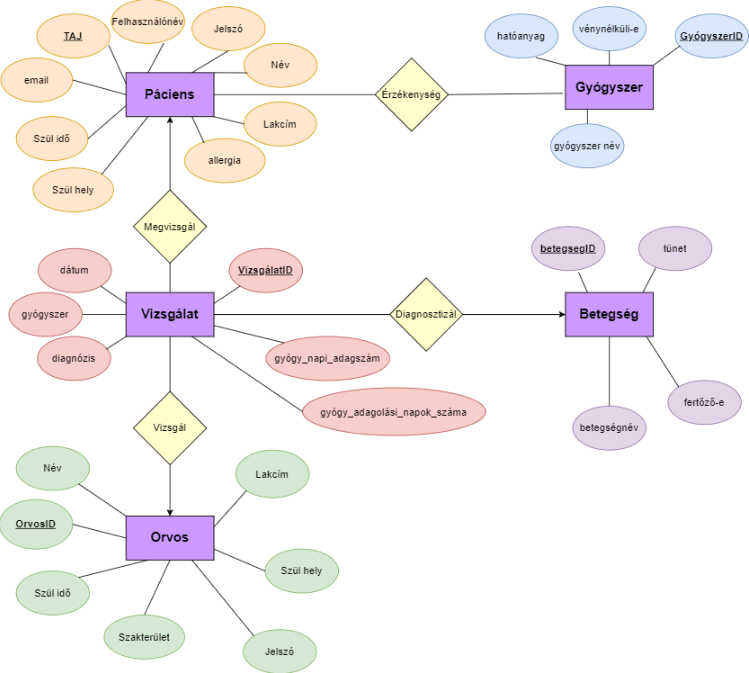 Felhasználónév
TAJ
Jelszó
email
Név
Páciens
Szül idő
Lakcím
Szül hely
allergia
Érzékenység
hatóanyag
vénynélküli-e
GyógyszerID
Gyógyszer
gyógyszer név
Megvizsgál
dátum
VizsgálatID
gyógyszer
Vizsgálat
diagnózis
gyógy_napi_adagszám
gyógy_adagolási_napok_száma
Diagnosztizál
betegsegID
tünet
Betegség
fertőző-e
betegségnév
Vizsgál
Név
Lakcím
OrvosID
Orvos
Szül idő
Szül hely
Szakterület
Jelszó